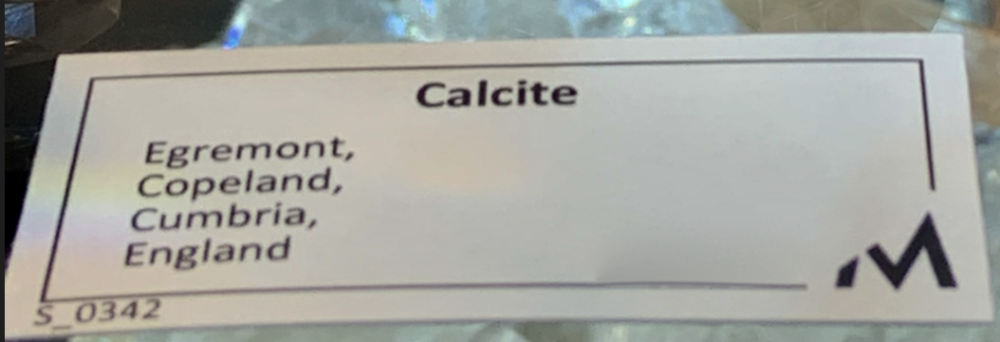 Calcite
Egremont,
Copeland,
Cumbria,
England
S_0342